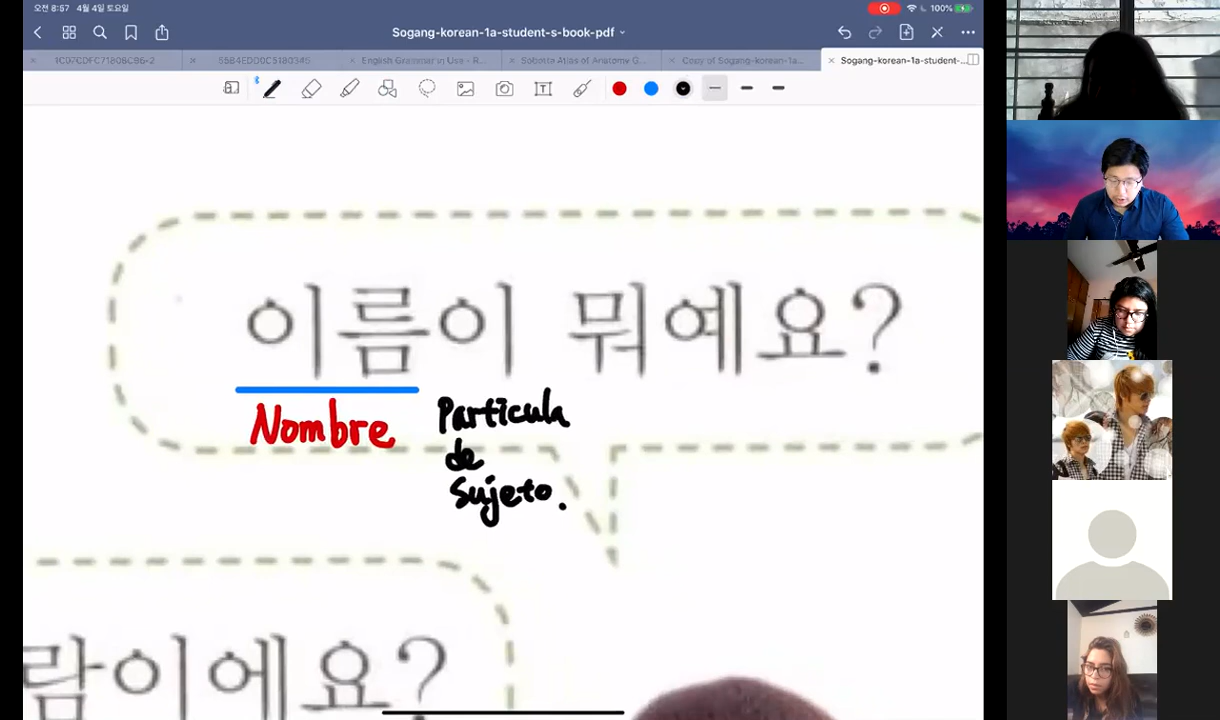 오전 8:57 4월 4일 토요일
100%
Sogang-korean-1a-student-s-book-pdf
English Grammar in Use - R...
Sobotta Atlas of Anatomy G...
Copy of Sogang-korean-1a...
Sogang-korean-1a-student-...
이름이 뭐예요?
Nombre
Particula
de
Sujeto.
람이에요?